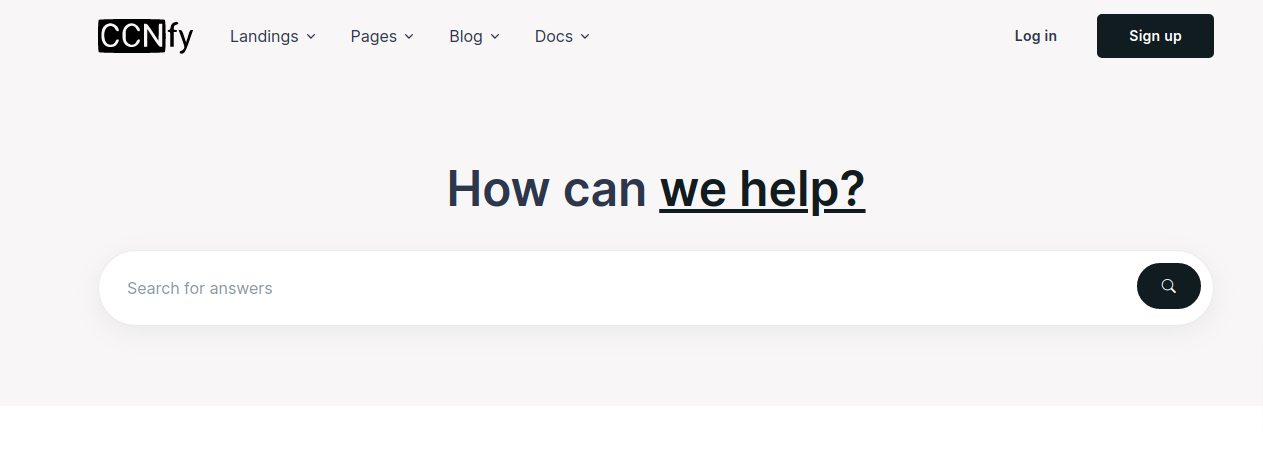 CCNfy Landings Pages Blog Docs Log in Sign up
How can we help?
Search for answers